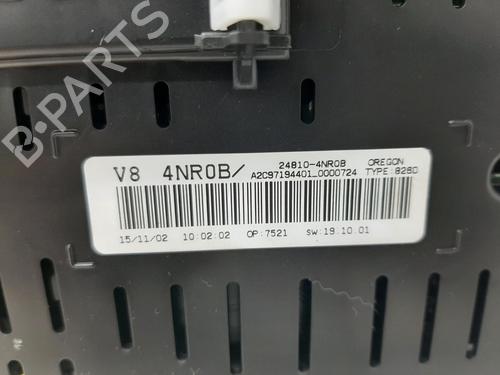 B-PARTS
V8 4NR0B/
24810-4NR0B OREGON
A2C97194401_0000724 TYPE:828D
15/11/02 10:02:02 OP:7521 SW:19.10.01